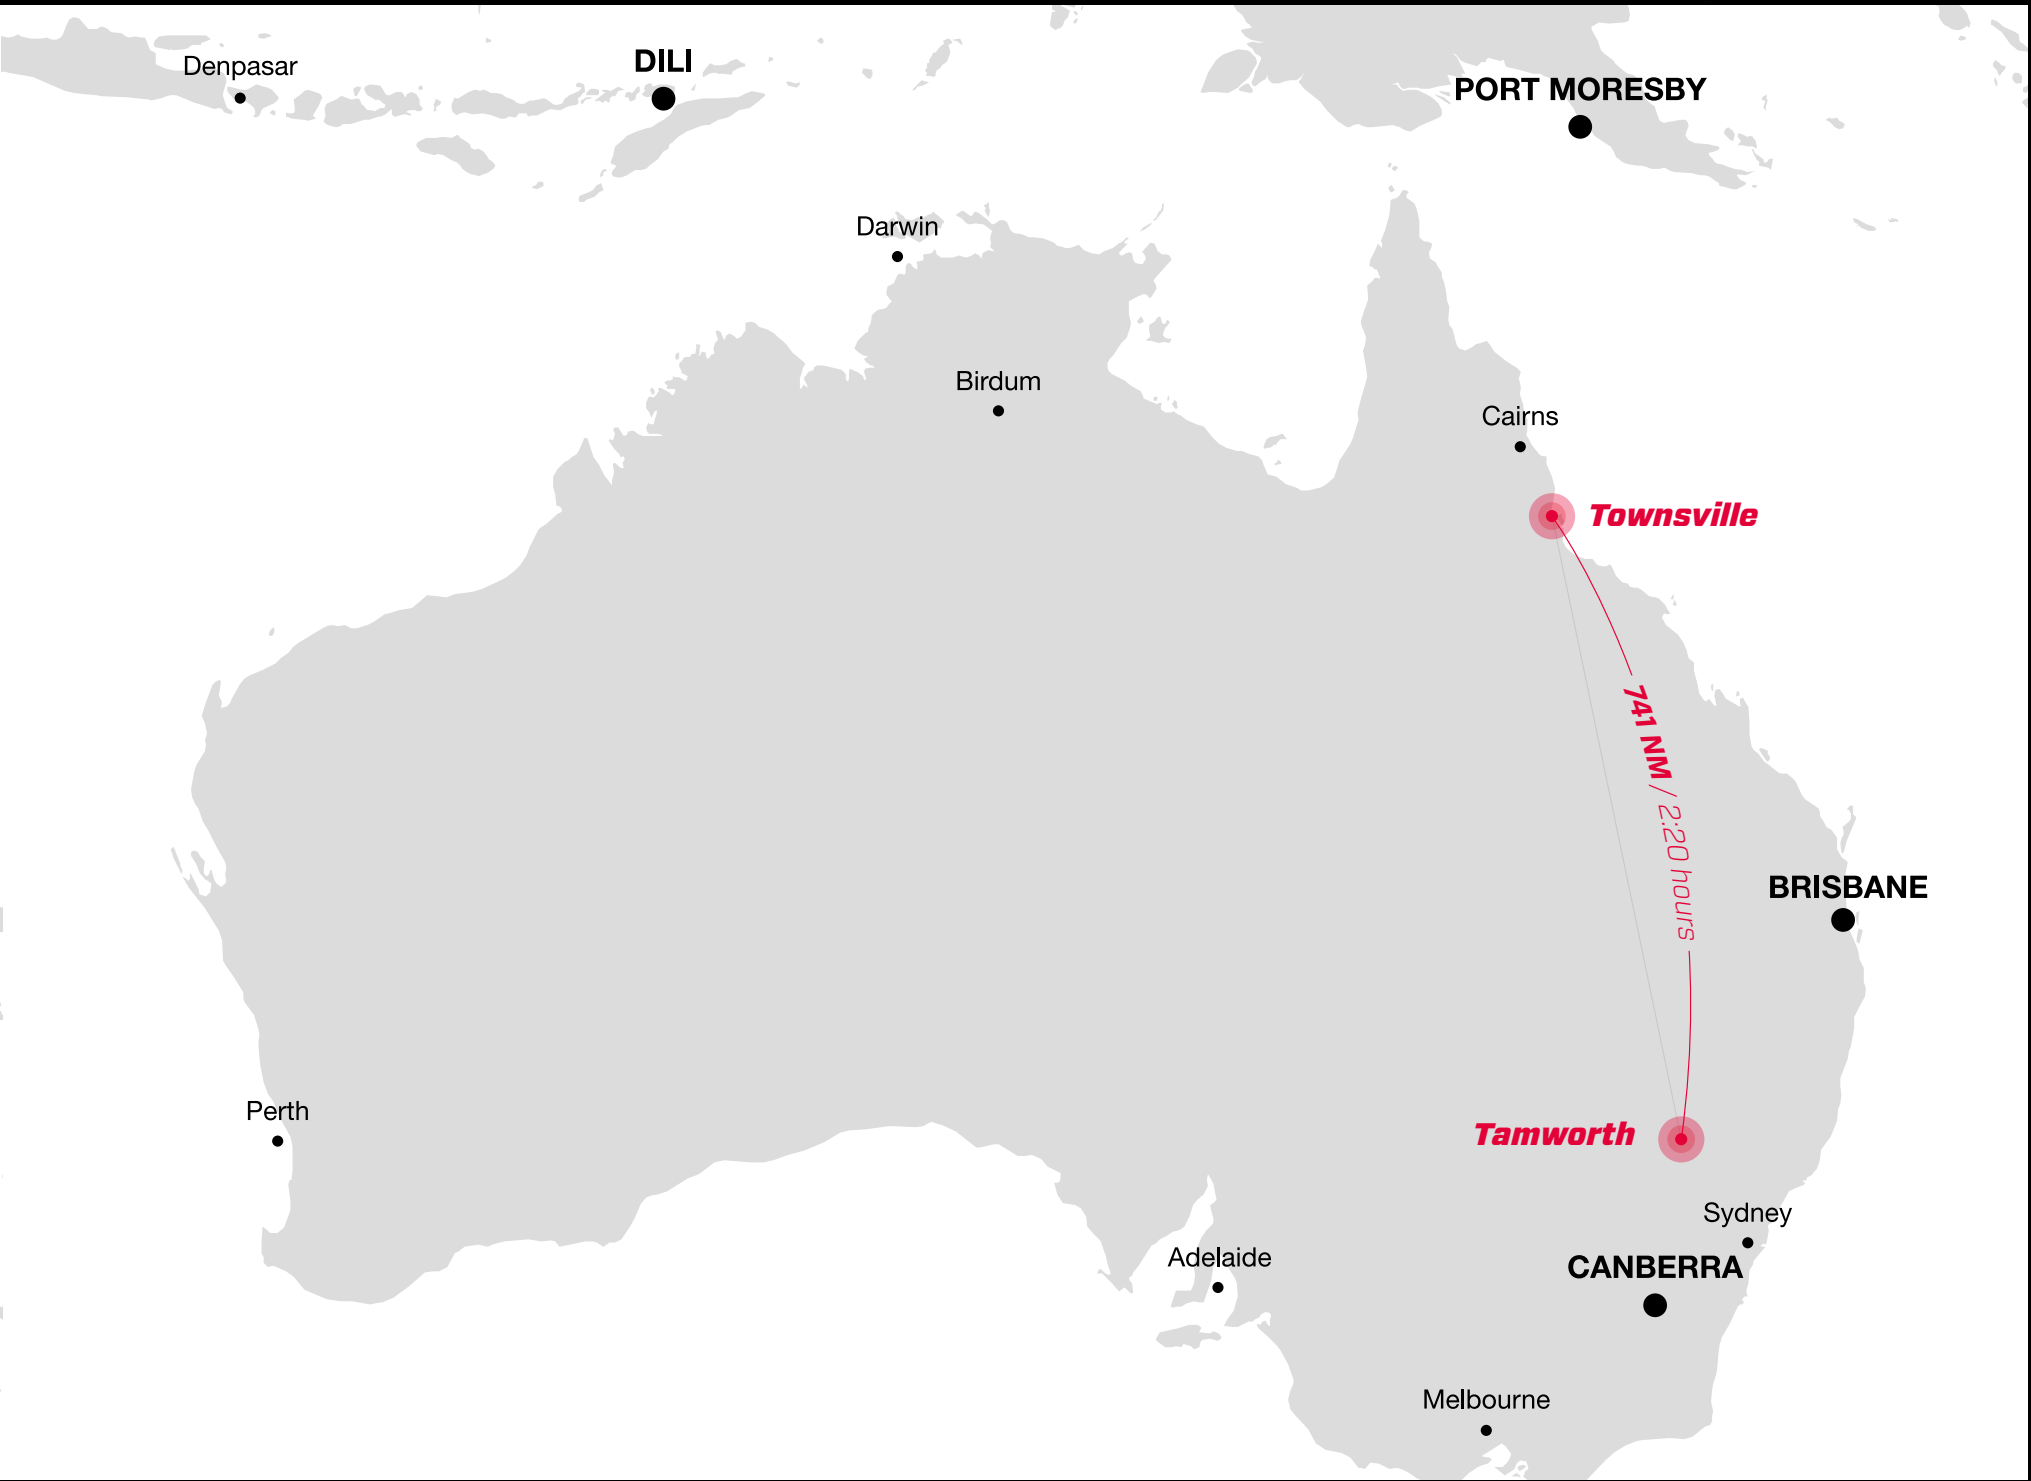 DILI
Denpasar
PORT MORESBY
Darwin
Birdum
Cairns
Townsville
741 NM / 2:20 hours
BRISBANE
Perth
Tamworth
Sydney
Adelaide
CANBERRA
Melbourne